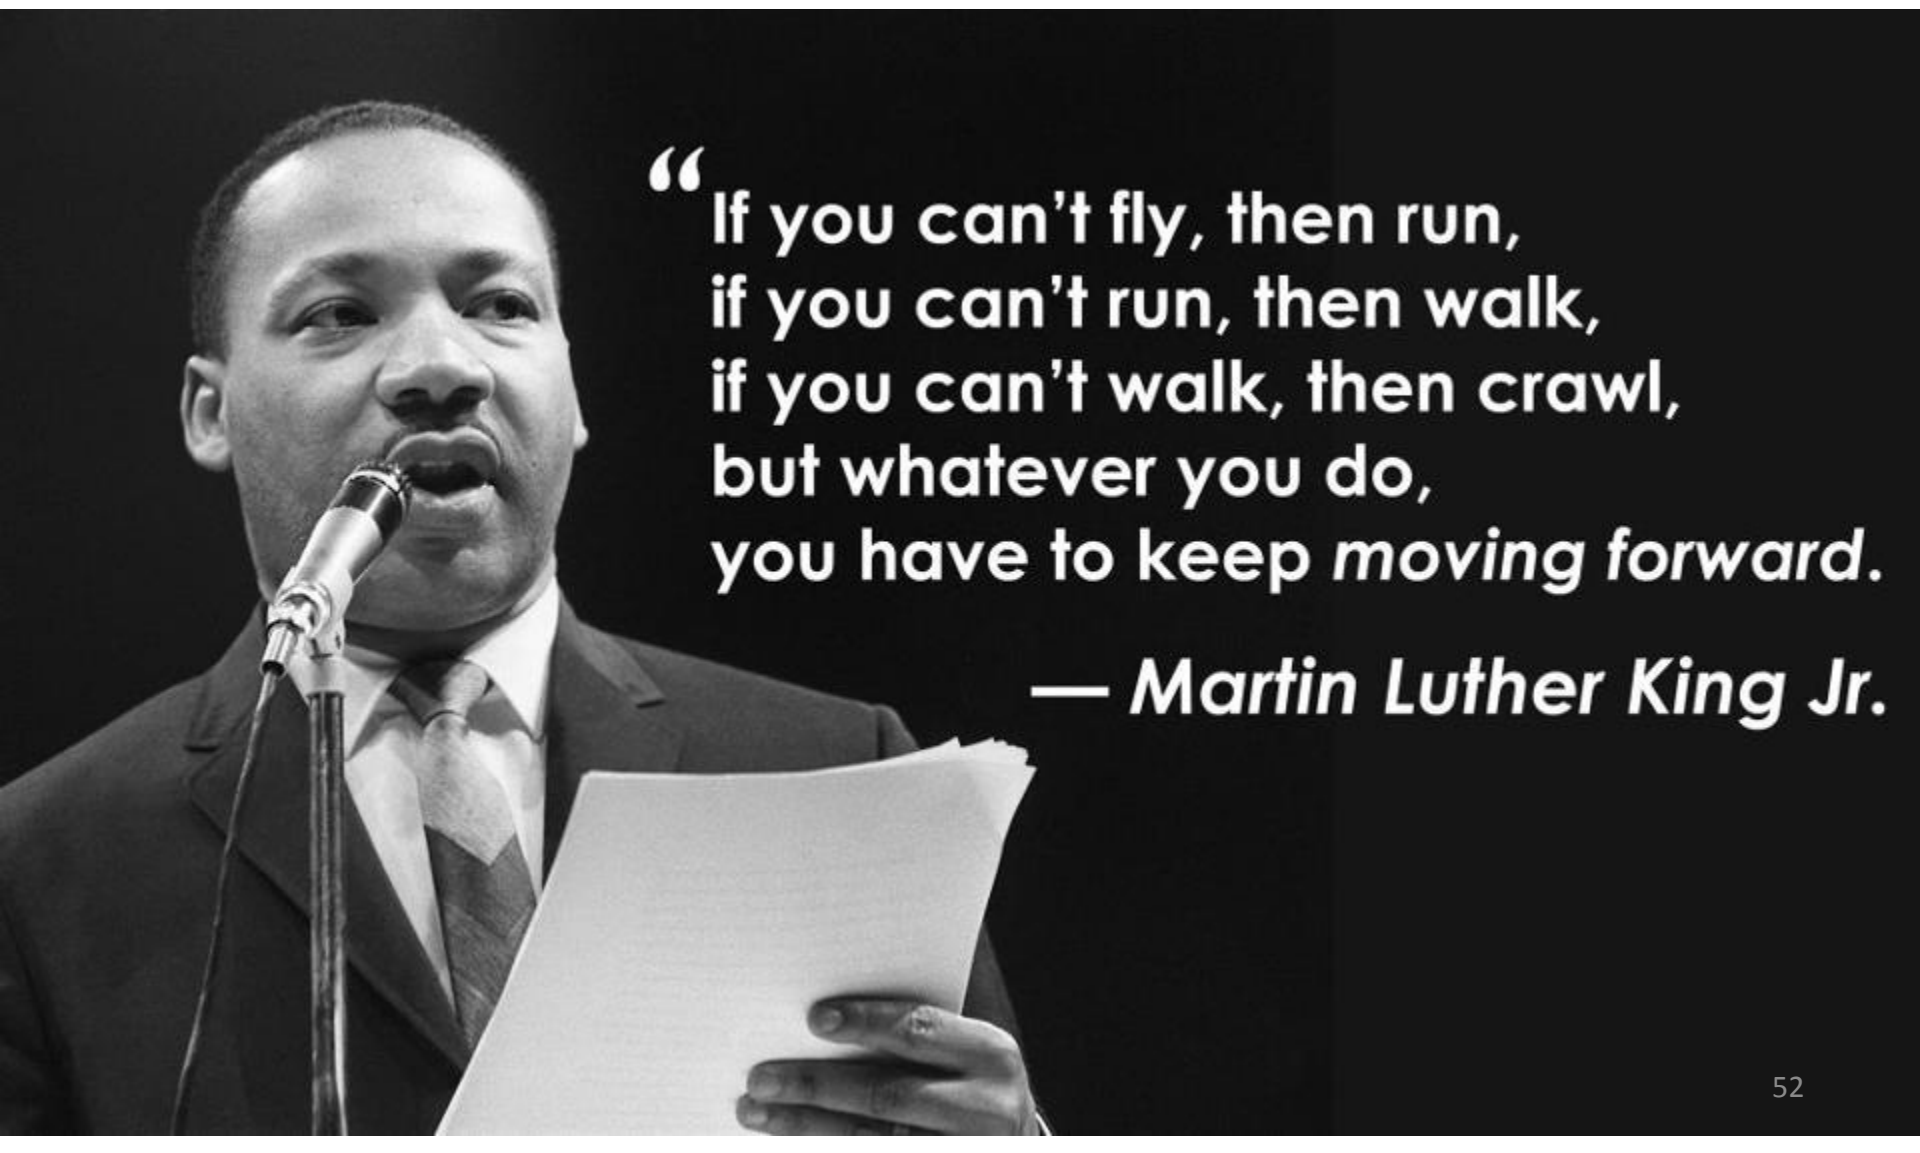 “If you can’t fly, then run,
if you can’t run, then walk,
if you can’t walk, then crawl,
but whatever you do,
you have to keep moving forward.
— Martin Luther King Jr.
52